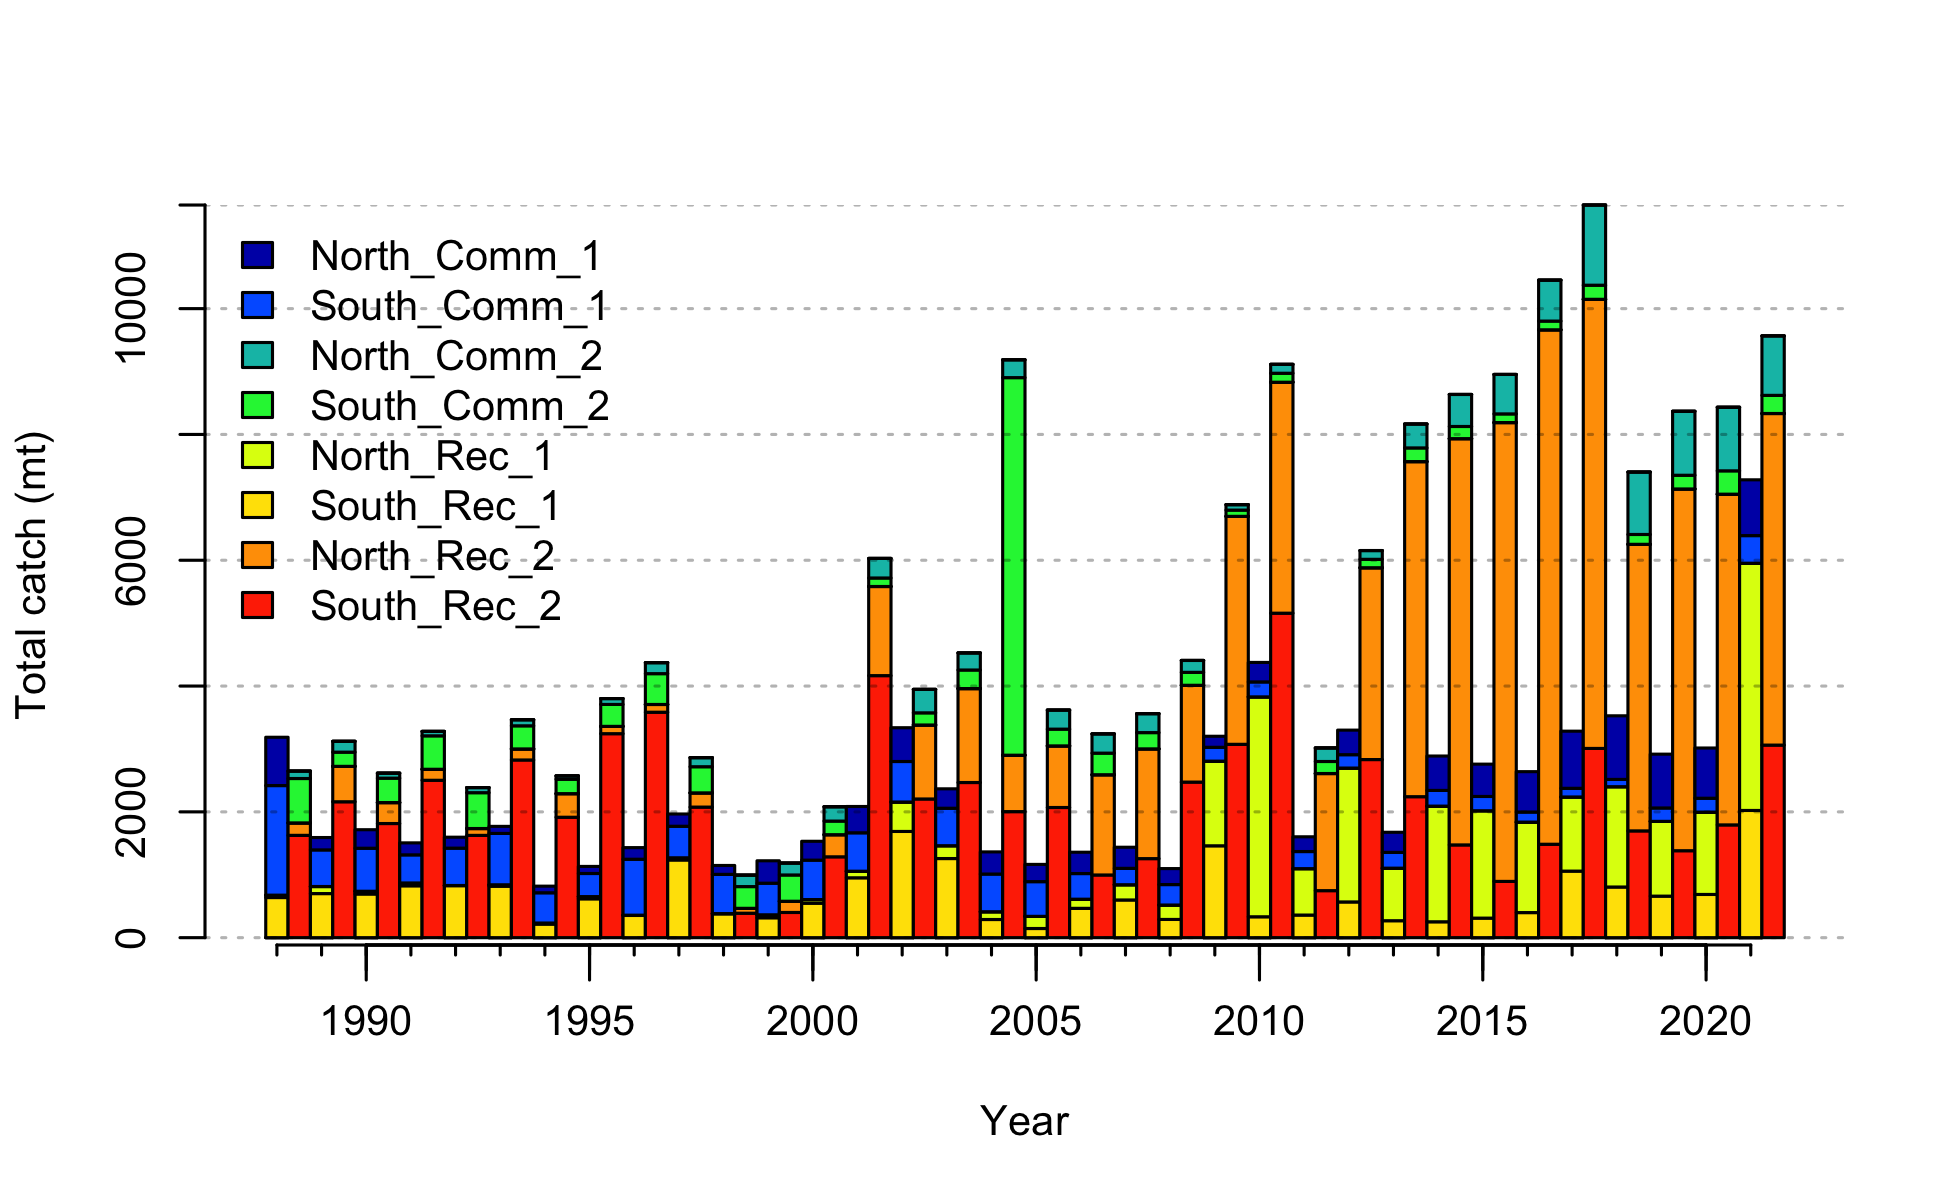 North_Comm_1
South_Comm_1
North_Comm_2
South_Comm_2
North_Rec_1
South_Rec_1
North_Rec_2
South_Rec_2
Total catch (mt)
10000
6000
2000
0
1990 1995 2000 2005 2010 2015 2020
Year